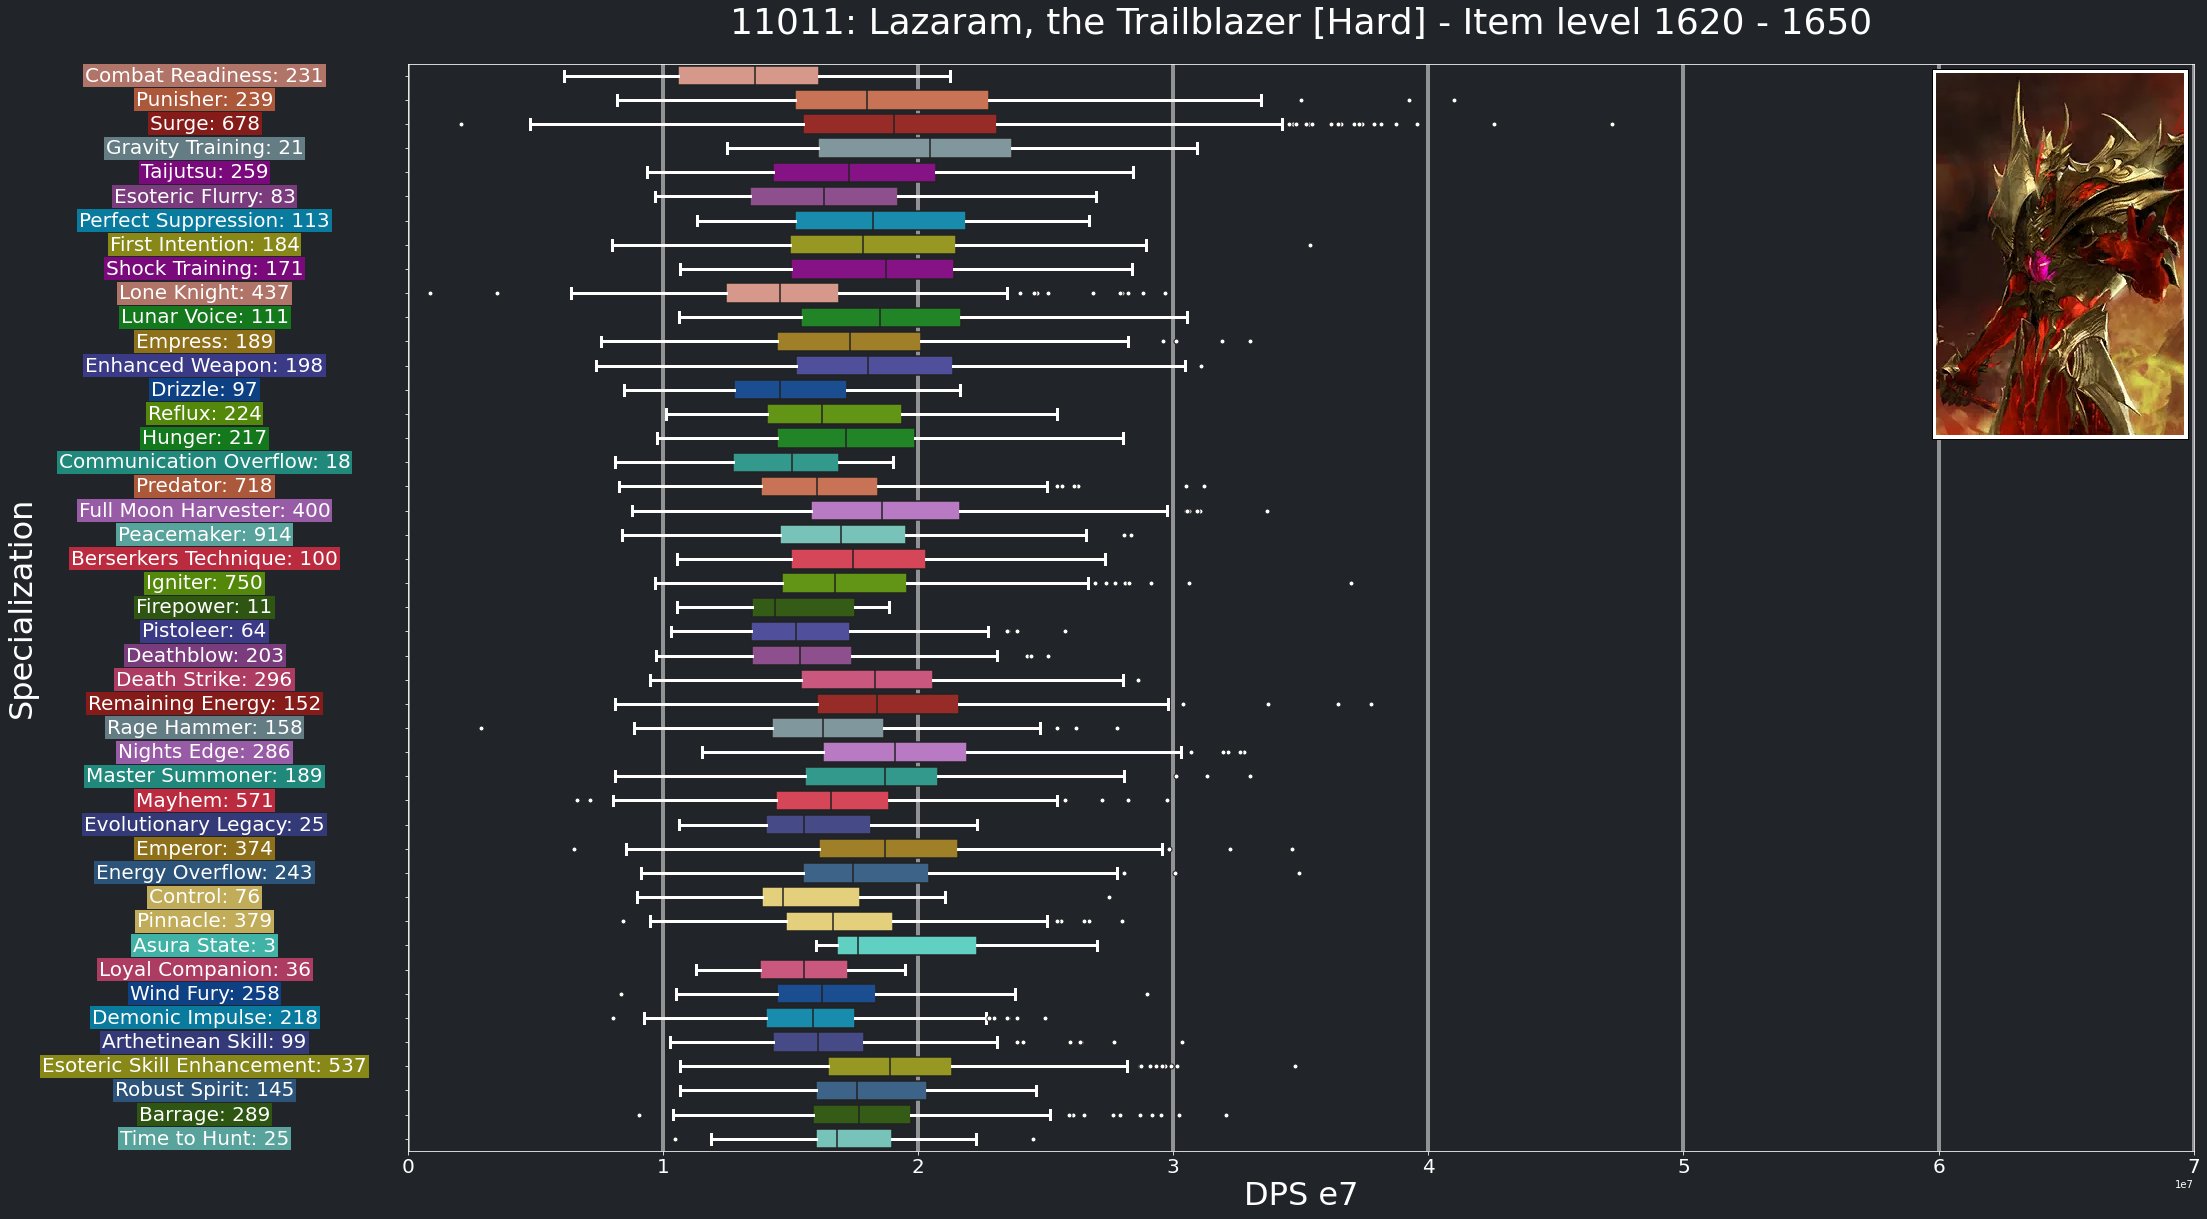 11011: Lazaram, the Trailblazer [Hard] - Item level 1620 - 1650
Combat Readiness: 231
Punisher: 239
Surge: 678
Gravity Training: 21
Taijutsu: 259
Esoteric Flurry: 83
Perfect Suppression: 113
First Intention: 184
Shock Training: 171
Lone Knight: 437
Lunar Voice: 111
Empress: 189
Enhanced Weapon: 198
Drizzle: 97
Reflux: 224
Hunger: 217
Communication Overflow: 18
Predator: 718
Full Moon Harvester: 400
Peacemaker: 914
Berserkers Technique: 100
Igniter: 750
Firepower: 11
Pistoleer: 64
Deathblow: 203
Death Strike: 296
Remaining Energy: 152
Rage Hammer: 158
Nights Edge: 286
Master Summoner: 189
Mayhem: 571
Evolutionary Legacy: 25
Emperor: 374
Energy Overflow: 243
Control: 76
Pinnacle: 379
Asura State: 3
Loyal Companion: 36
Wind Fury: 258
Demonic Impulse: 218
Arthetinean Skill: 99
Esoteric Skill Enhancement: 537
Robust Spirit: 145
Barrage: 289
Time to Hunt: 25
Specialization
0 1 2 3 4 5 6 7
DPS e7
1e7